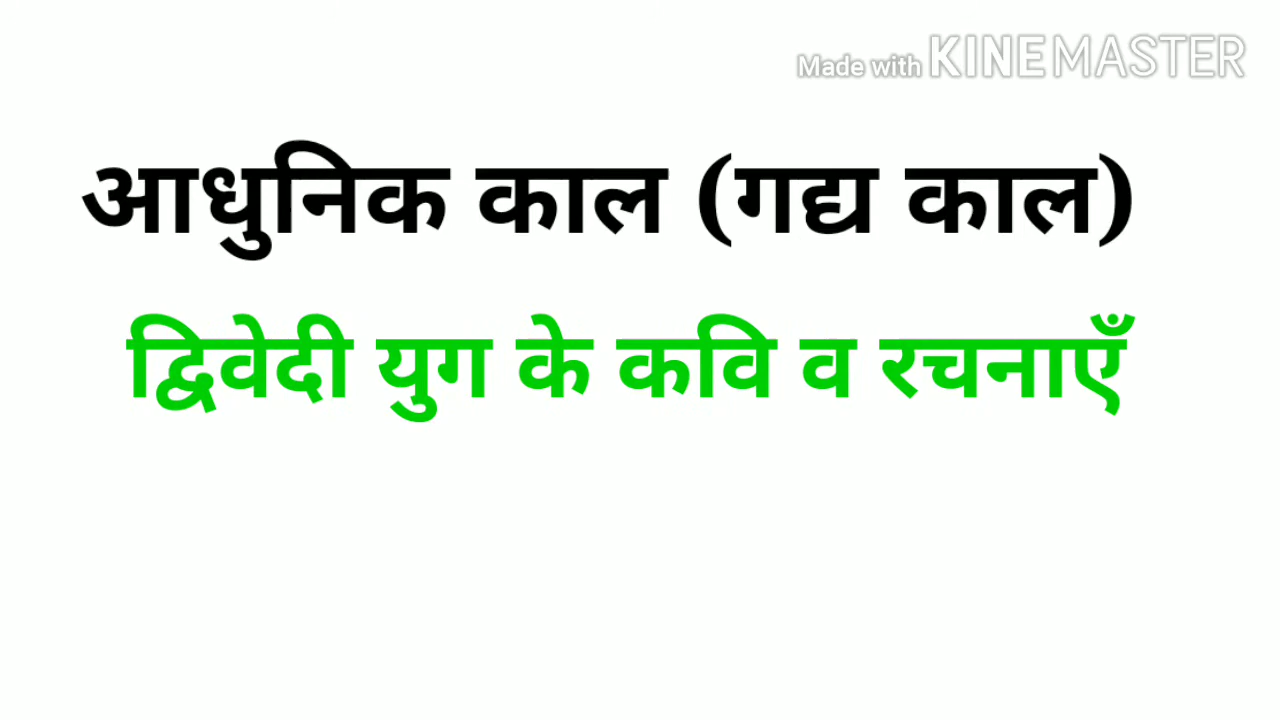 Made with KINEMASTER
आधुनिक काल (गद्य काल)
द्विवेदी युग के कवि व रचनाएँ